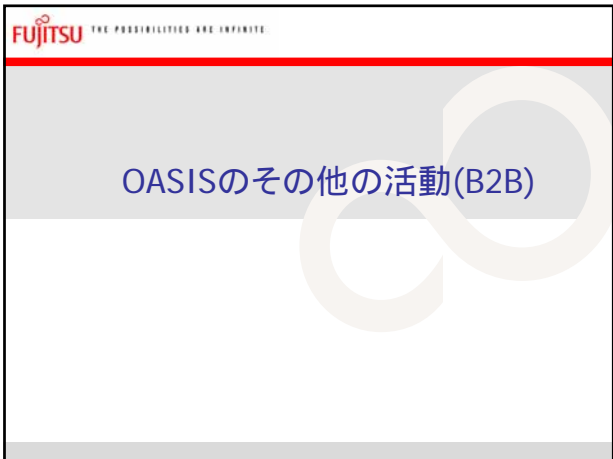 FUJITSU THE POSSIBILITIES ARE INFINITE
OASISのその他の活動(B2B)